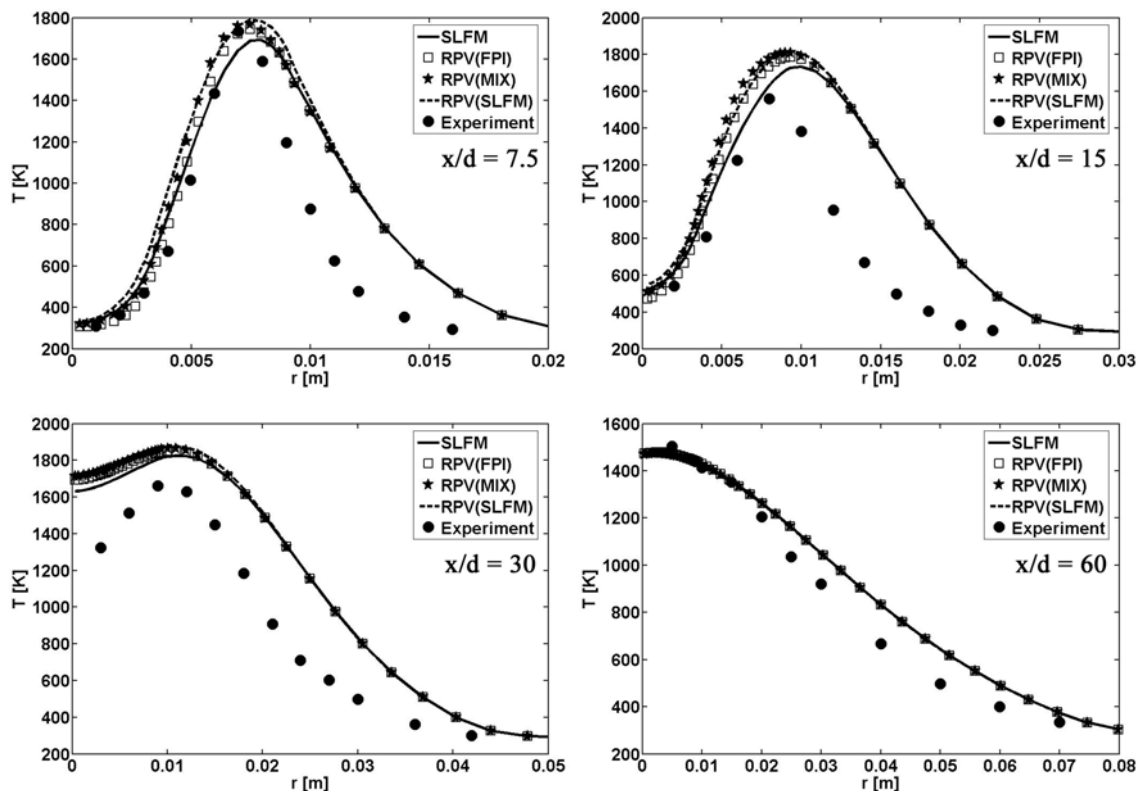 1800
1600
1400
1200
1000
800
600
400
200
T [K]
SLFM
RPV(FPI)
RPV(MIX)
RPV(SLFM)
Experiment
x/d = 7.5
0
0.005
0.01
0.015
0.02
r [m]
2000
1800
1600
1400
1200
1000
800
600
400
200
T [K]
SLFM
RPV(FPI)
RPV(MIX)
RPV(SLFM)
Experiment
x/d = 15
0
0.005
0.01
0.015
0.02
0.025
0.03
r [m]
2000
1800
1600
1400
1200
1000
800
600
400
200
T [K]
SLFM
RPV(FPI)
RPV(MIX)
RPV(SLFM)
Experiment
x/d = 30
0
0.01
0.02
0.03
0.04
0.05
r [m]
1600
1400
1200
1000
800
600
400
200
T [K]
SLFM
RPV(FPI)
RPV(MIX)
RPV(SLFM)
Experiment
x/d = 60
0
0.01
0.02
0.03
0.04
0.05
0.06
0.07
0.08
r [m]